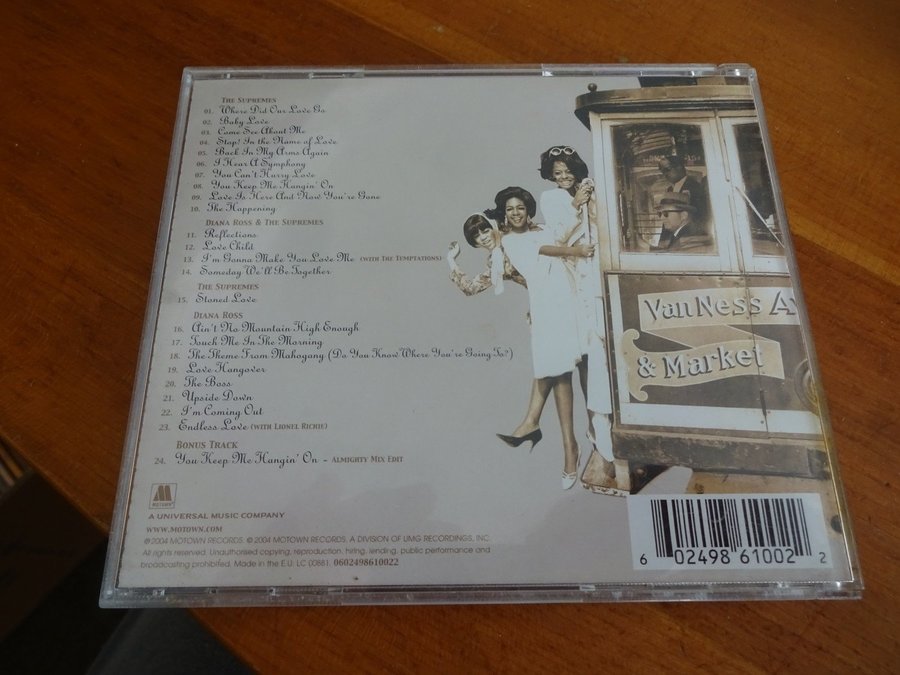 THE SUPREMES
01. Where Did Our Love Go
02. Baby Love
03. Come See About Me
04. Stop! In the Name of Love
05. Back In My Arms Again
06. I Hear A Symphony
07. You Can't Hurry Love
08. You Keep Me Hangin' On
09. Love Is Here And Now You're Gone
10. The Happening
DIANA ROSS & THE SUPREMES
11. Reflections
12. Love Child
13. I'm Gonna Make You Love Me (WITH THE TEMPTATIONS)
14. Someday We'll Be Together
THE SUPREMES
15. Stoned Love
DIANA ROSS
16. Ain't No Mountain High Enough
17. Touch Me In The Morning
18. The Theme From Mahogany (Do You Know Where You're Going To?)
19. Love Hangover
20. The Boss
21. Upside Down
22. I'm Coming Out
23. Endless Love (WITH LIONEL RICHIE)
BONUS TRACK
24. You Keep Me Hangin' On - ALMIGHTY MIX EDIT
Van Ness Av
& Market
M
MOTOWN
A UNIVERSAL MUSIC COMPANY
WWW.MOTOWN.COM
℗ 2004 MOTOWN RECORDS. © 2004 MOTOWN RECORDS, A DIVISION OF UMG RECORDINGS, INC.
All rights reserved. Unauthorised copying, reproduction, hiring, lending, public performance and
broadcasting prohibited. Made in the E.U. LC 00881. 0602498610022
6 02498 61002 2